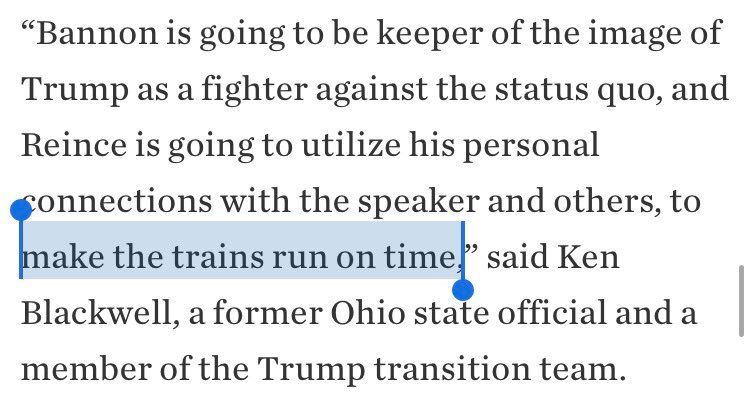 “Bannon is going to be keeper of the image of
Trump as a fighter against the status quo, and
Reince is going to utilize his personal
connections with the speaker and others, to
make the trains run on time,” said Ken
Blackwell, a former Ohio state official and a
member of the Trump transition team.